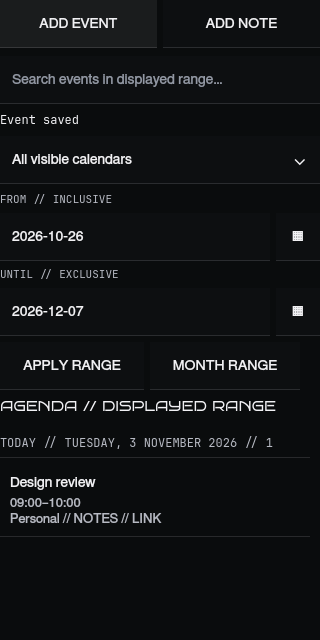 ADD EVENT
ADD NOTE
Search events in displayed range...
Event saved
All visible calendars
FROM // INCLUSIVE
2026-10-26
UNTIL // EXCLUSIVE
2026-12-07
APPLY RANGE
MONTH RANGE
AGENDA // DISPLAYED RANGE
TODAY // TUESDAY, 3 NOVEMBER 2026 // 1
Design review
09:00–10:00
Personal // NOTES // LINK